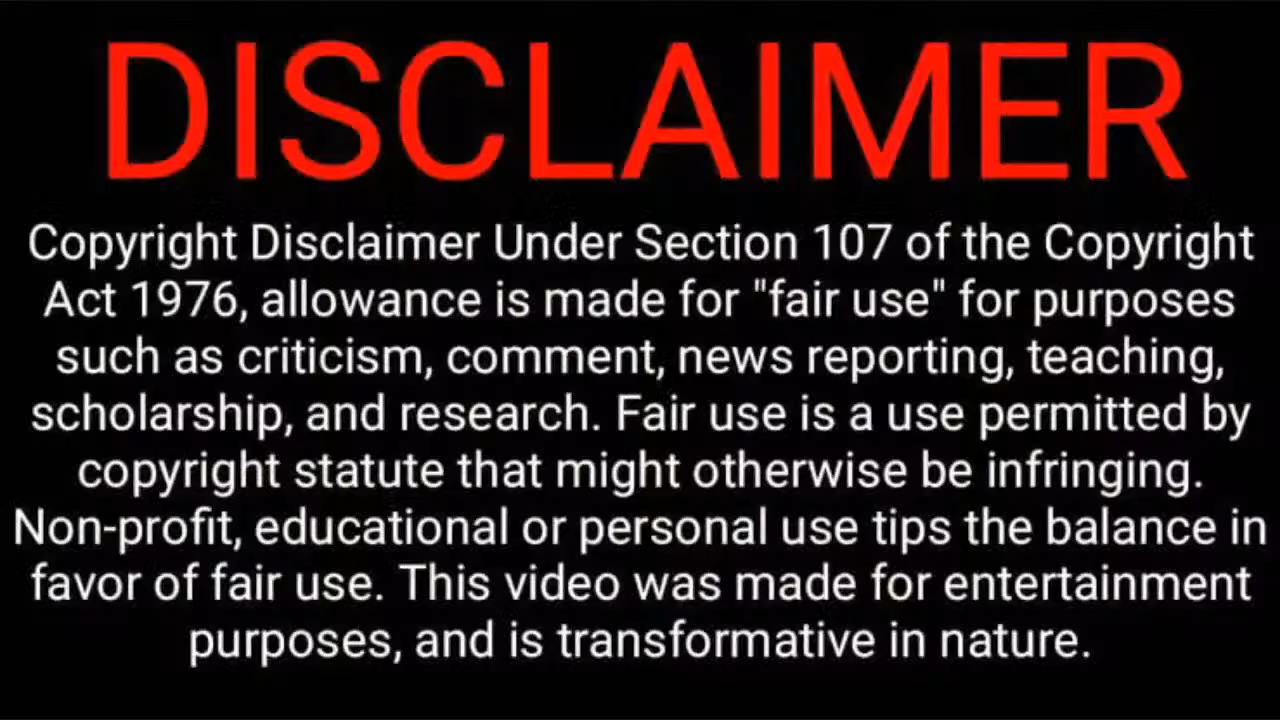 DISCLAIMER
Copyright Disclaimer Under Section 107 of the Copyright
Act 1976, allowance is made for "fair use" for purposes
such as criticism, comment, news reporting, teaching,
scholarship, and research. Fair use is a use permitted by
copyright statute that might otherwise be infringing.
Non-profit, educational or personal use tips the balance in
favor of fair use. This video was made for entertainment
purposes, and is transformative in nature.